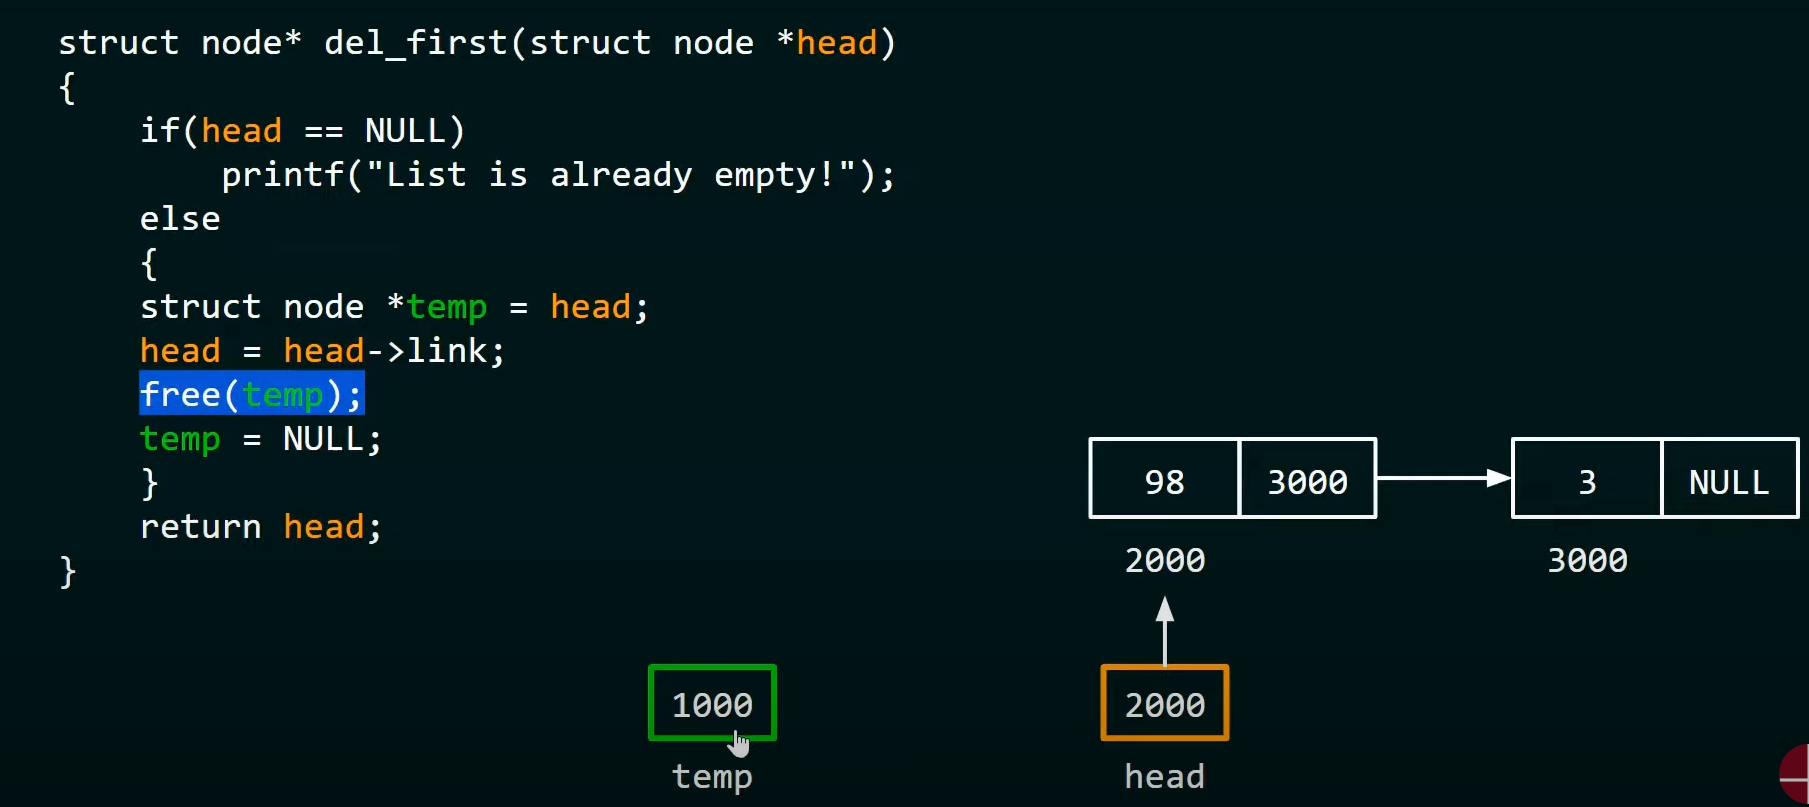 struct node* del_first(struct node *head)
{
if(head == NULL)
printf("List is already empty!");
else
{
struct node *temp = head;
head = head->link;
free(temp);
temp = NULL;
}
return head;
}
98 3000 3 NULL
2000 3000
1000 2000
temp head